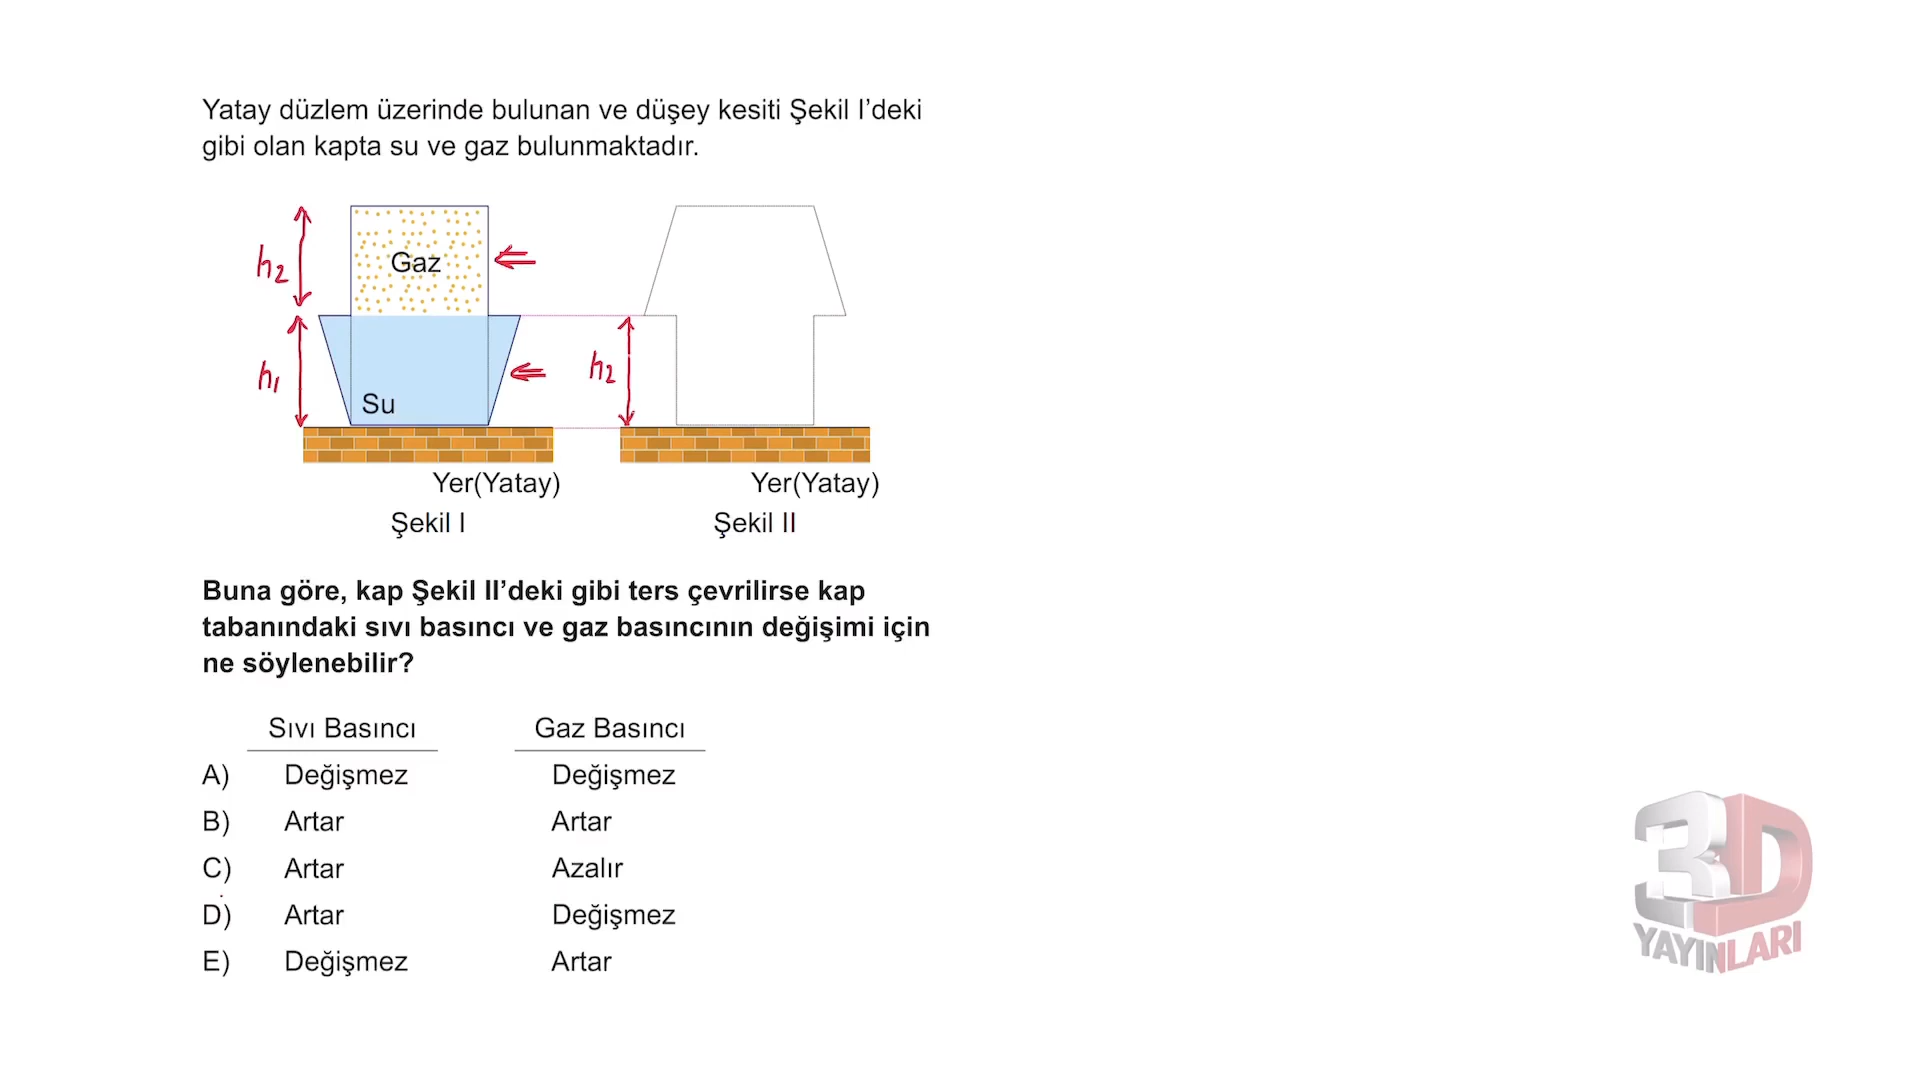 Yatay düzlem üzerinde bulunan ve düşey kesiti Şekil I'deki
gibi olan kapta su ve gaz bulunmaktadır.
h2
Gaz
h1
h2
Su
Yer(Yatay)
Yer(Yatay)
Şekil I
Şekil II
Buna göre, kap Şekil II'deki gibi ters çevrilirse kap
tabanındaki sıvı basıncı ve gaz basıncının değişimi için
ne söylenebilir?
Sıvı Basıncı Gaz Basıncı
A) Değişmez Değişmez
B) Artar Artar
C) Artar Azalır
D) Artar Değişmez
E) Değişmez Artar
3D
YAYINLARI